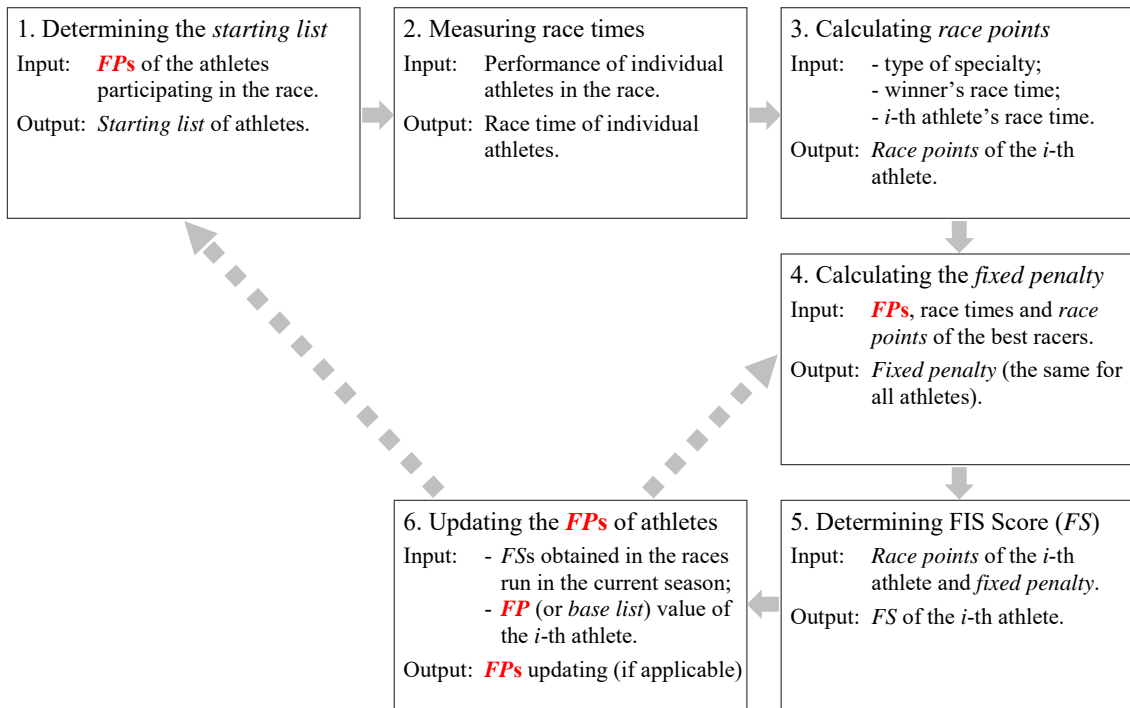 1. Determining the starting list
Input: FPs of the athletes
participating in the race.
Output: Starting list of athletes.
2. Measuring race times
Input: Performance of individual
athletes in the race.
Output: Race time of individual
athletes.
3. Calculating race points
Input: - type of specialty;
- winner’s race time;
- i-th athlete’s race time.
Output: Race points of the i-th
athlete.
4. Calculating the fixed penalty
Input: FPs, race times and race
points of the best racers.
Output: Fixed penalty (the same for
all athletes).
5. Determining FIS Score (FS)
Input: Race points of the i-th
athlete and fixed penalty.
Output: FS of the i-th athlete.
6. Updating the FPs of athletes
Input: - FSs obtained in the races
run in the current season;
- FP (or base list) value of
the i-th athlete.
Output: FPs updating (if applicable)